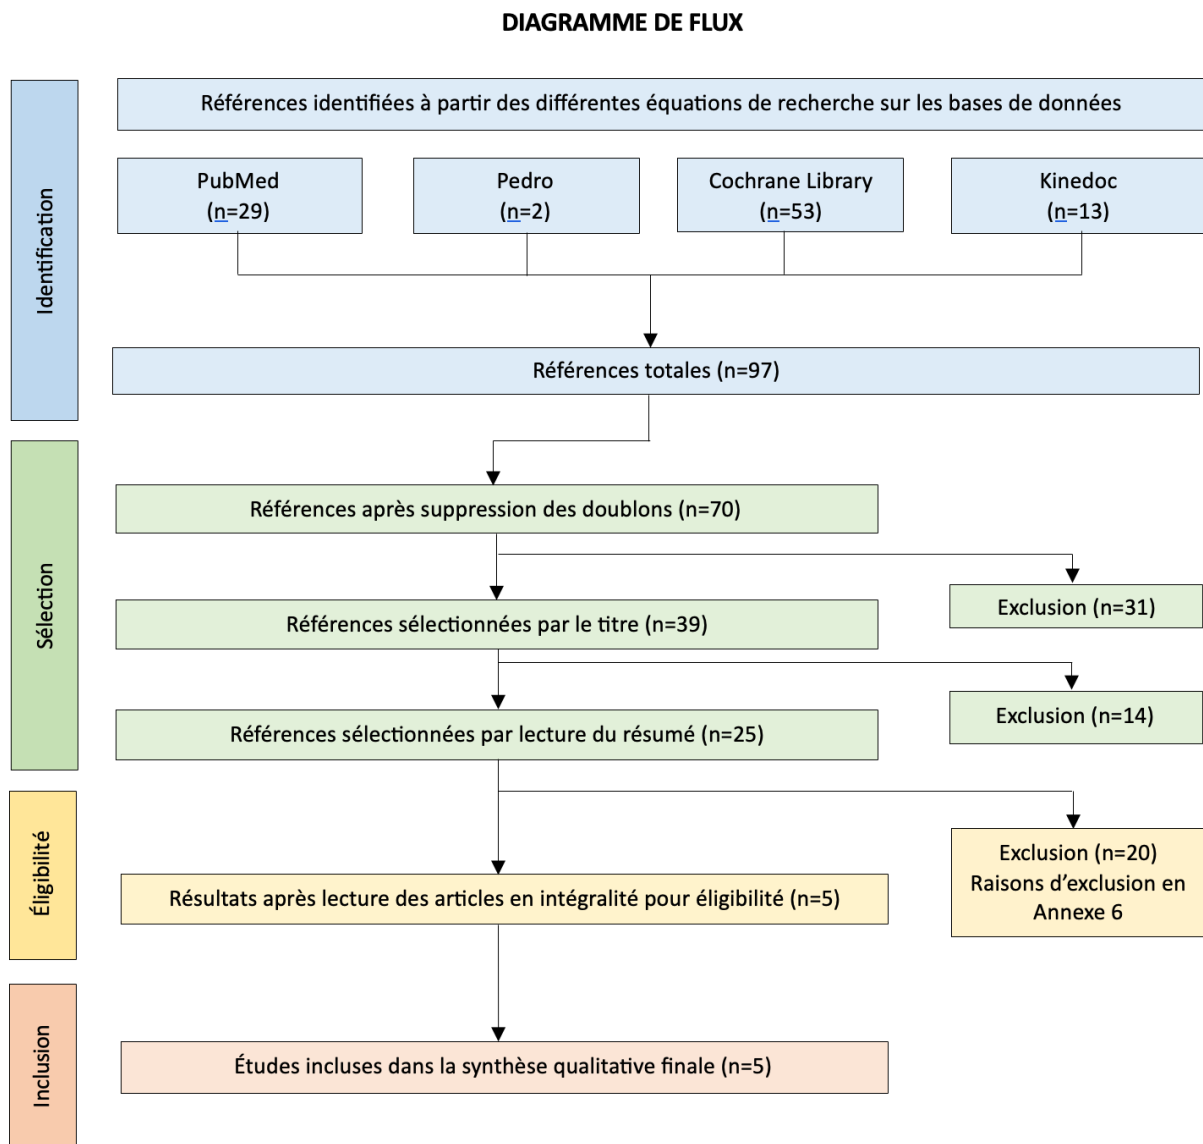 DIAGRAMME DE FLUX
Identification
Références identifiées à partir des différentes équations de recherche sur les bases de données
PubMed
(n=29)
Pedro
(n=2)
Cochrane Library
(n=53)
Kinedoc
(n=13)
Références totales (n=97)
Sélection
Références après suppression des doublons (n=70)
Exclusion (n=31)
Références sélectionnées par le titre (n=39)
Exclusion (n=14)
Références sélectionnées par lecture du résumé (n=25)
Éligibilité
Exclusion (n=20)
Raisons d’exclusion en
Annexe 6
Résultats après lecture des articles en intégralité pour éligibilité (n=5)
Inclusion
Études incluses dans la synthèse qualitative finale (n=5)